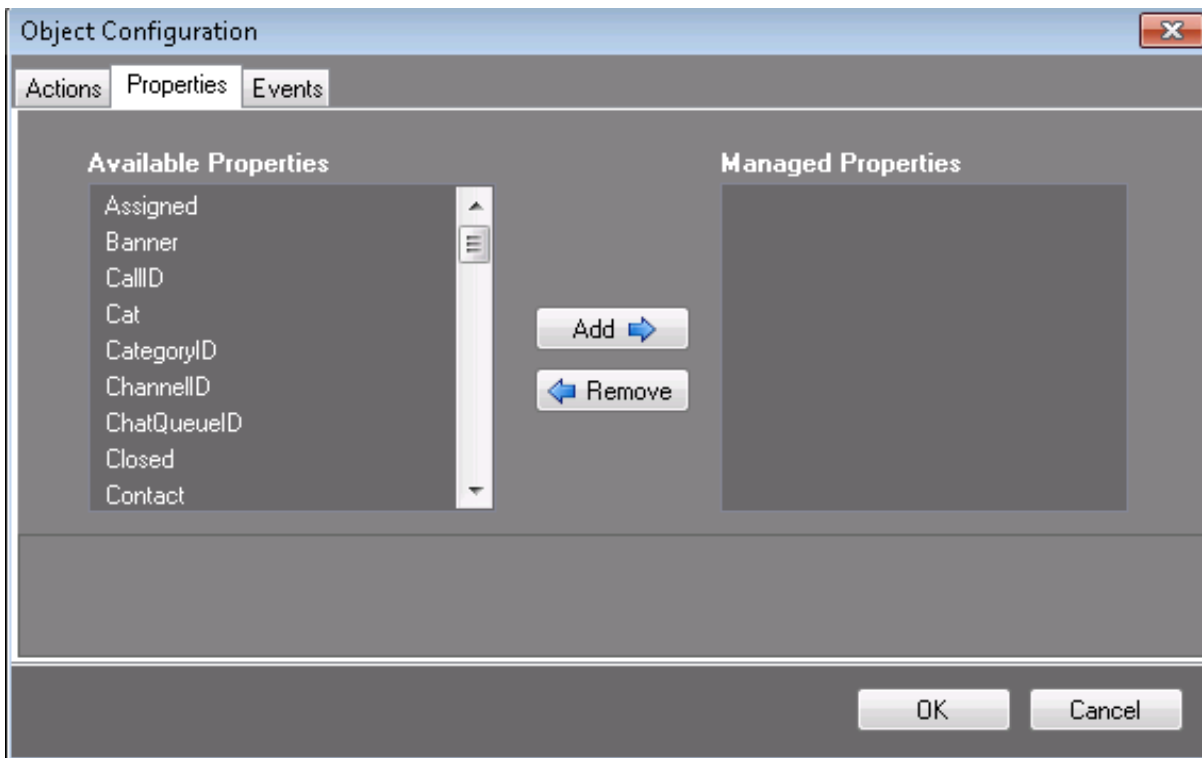 Object Configuration
Actions Properties Events
Available Properties
Assigned
Banner
CallID
Cat
CategoryID
ChannelID
ChatQueueID
Closed
Contact
Add
Remove
Managed Properties
OK Cancel